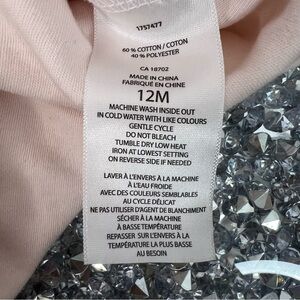 1757477
60 % COTTON / COTON
40 % POLYESTER
CA 18702
MADE IN CHINA
FABRIQUÉ EN CHINE
12M
MACHINE WASH INSIDE OUT
IN COLD WATER WITH LIKE COLOURS
GENTLE CYCLE
DO NOT BLEACH
TUMBLE DRY LOW HEAT
IRON AT LOWEST SETTING
ON REVERSE SIDE IF NEEDED
LAVER À L'ENVERS À LA MACHINE
À L'EAU FROIDE
AVEC DES COULEURS SEMBLABLES
AU CYCLE DÉLICAT
NE PAS UTILISER D'AGENT DE BLANCHIMENT
SÉCHER À LA MACHINE
À BASSE TEMPÉRATURE
REPASSER SUR L'ENVERS À LA
TEMPÉRATURE LA PLUS BASSE
AU BESOIN